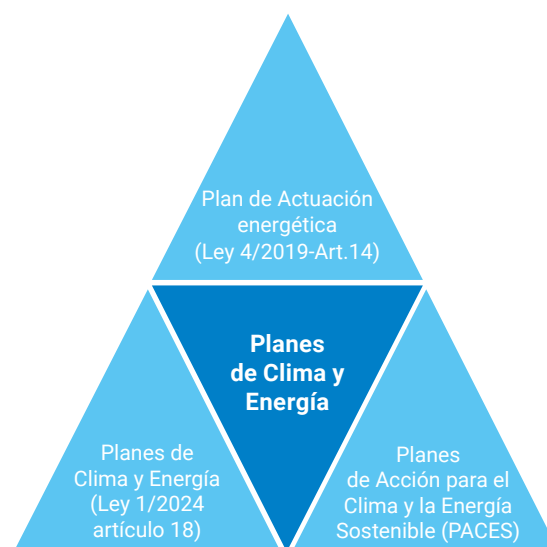 Plan de Actuación
energética
(Ley 4/2019-Art.14)
Planes
de Clima y
Energía
Planes de
Clima y Energía
(Ley 1/2024
artículo 18)
Planes
de Acción para el
Clima y la Energía
Sostenible (PACES)